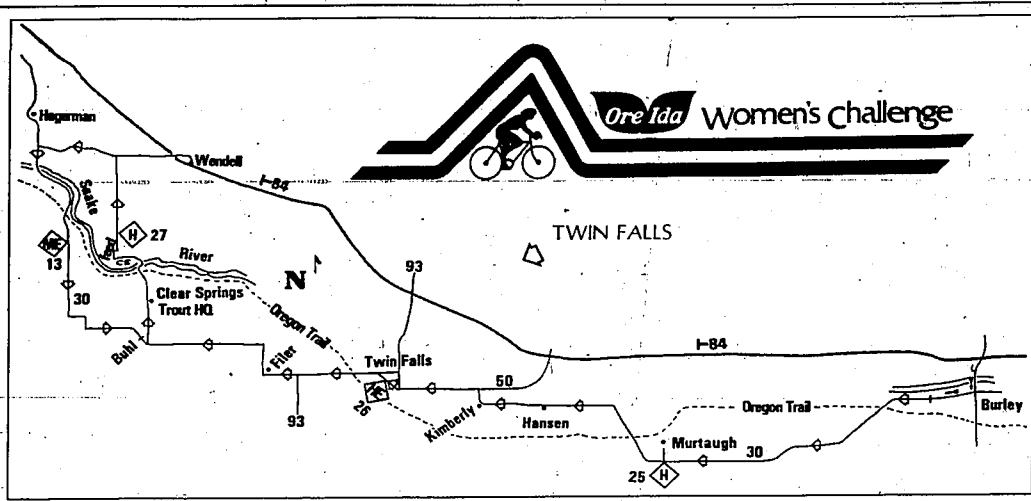 Ore Ida Women's Challenge
TWIN FALLS
Hagerman
Wendell
I-84
Snake
River
H 27
13
30
Clear Springs
Trout HQ.
N
93
Buhl
Oregon Trail
Filer
Twin Falls
I-84
50
93
26
Kimberly
Hansen
Oregon Trail
Burley
Murtaugh
30
25 H